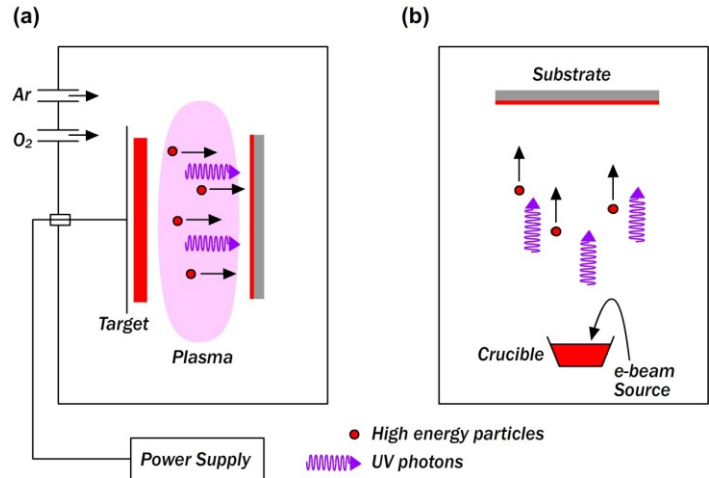 (a)
Ar
O₂
Target
Plasma
Power Supply
(b)
Substrate
Crucible
e-beam
Source
High energy particles
UV photons